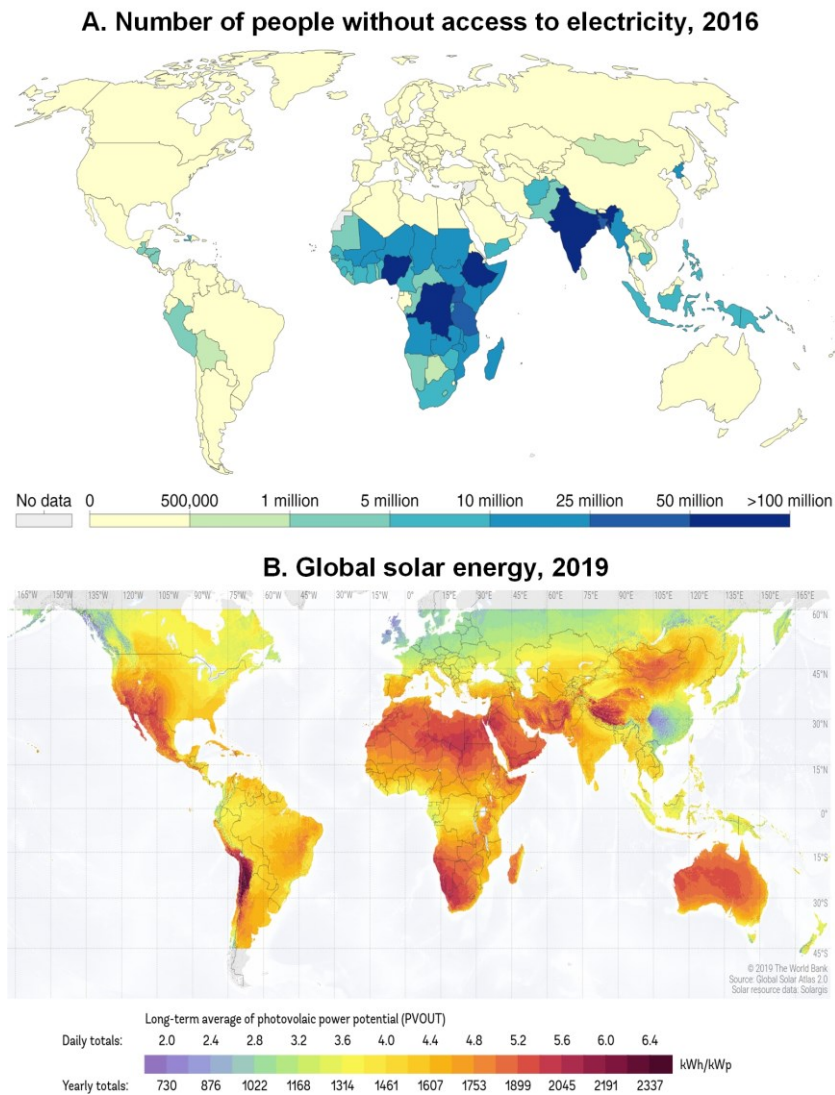 A. Number of people without access to electricity, 2016
No data 0 500,000 1 million 5 million 10 million 25 million 50 million >100 million
B. Global solar energy, 2019
165°W 150°W 135°W 120°W 105°W 90°W 75°W 60°W 45°W 30°W 15°W 0° 15°E 30°E 45°E 60°E 75°E 90°E 105°E 120°E 135°E 150°E 165°E
60°N
45°N
30°N
15°N
0°
15°S
30°S
45°S
© 2019 The World Bank
Source: Global Solar Atlas 2.0
Solar resource data: Solargis
Long-term average of photovolaic power potential (PVOUT)
Daily totals: 2.0 2.4 2.8 3.2 3.6 4.0 4.4 4.8 5.2 5.6 6.0 6.4
kWh/kWp
Yearly totals: 730 876 1022 1168 1314 1461 1607 1753 1899 2045 2191 2337